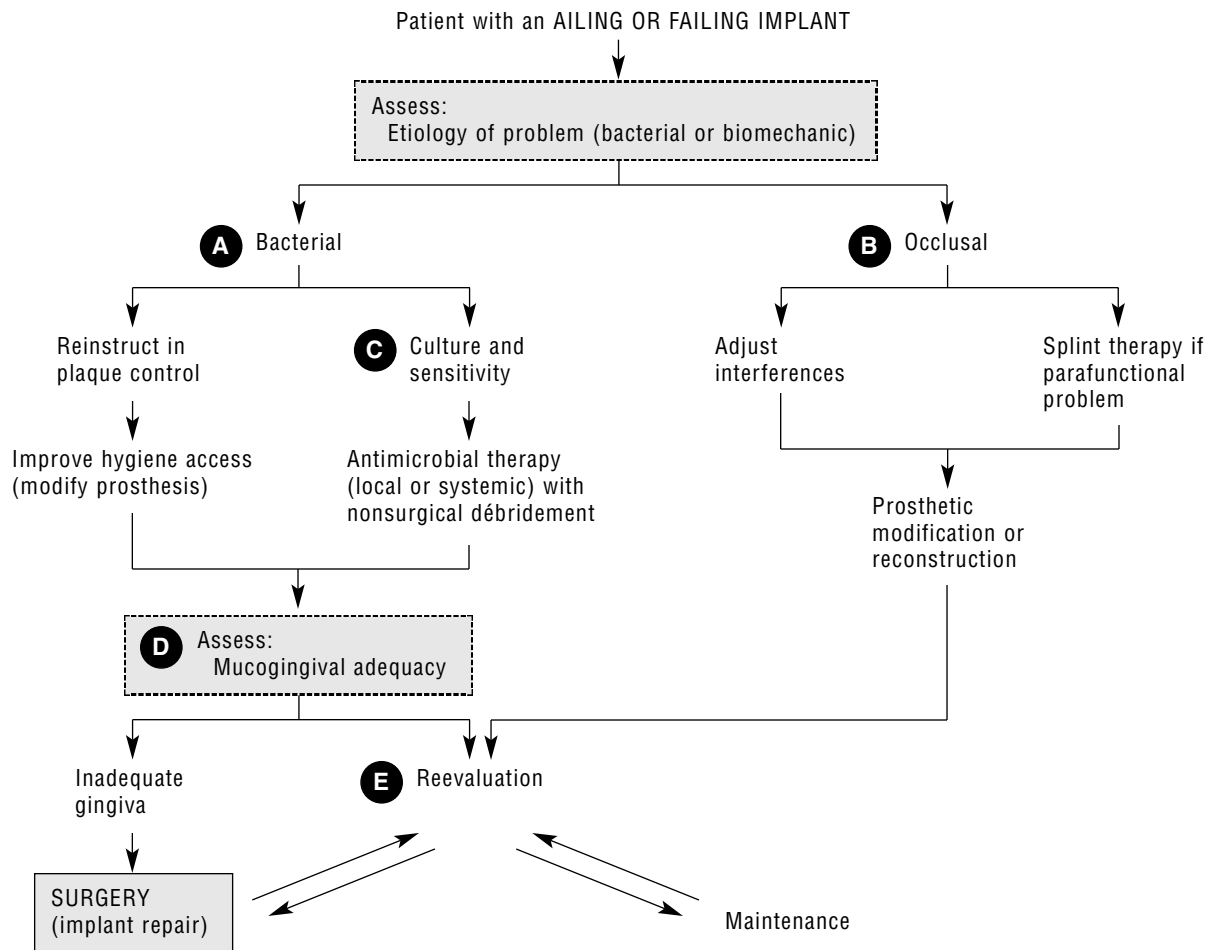 Patient with an AILING OR FAILING IMPLANT
Assess:
Etiology of problem (bacterial or biomechanic)
A Bacterial
B Occlusal
Reinstruct in
plaque control
C Culture and
sensitivity
Adjust
interferences
Splint therapy if
parafunctional
problem
Improve hygiene access
(modify prosthesis)
Antimicrobial therapy
(local or systemic) with
nonsurgical débridement
Prosthetic
modification or
reconstruction
D Assess:
Mucogingival adequacy
Inadequate
gingiva
E Reevaluation
SURGERY
(implant repair)
Maintenance